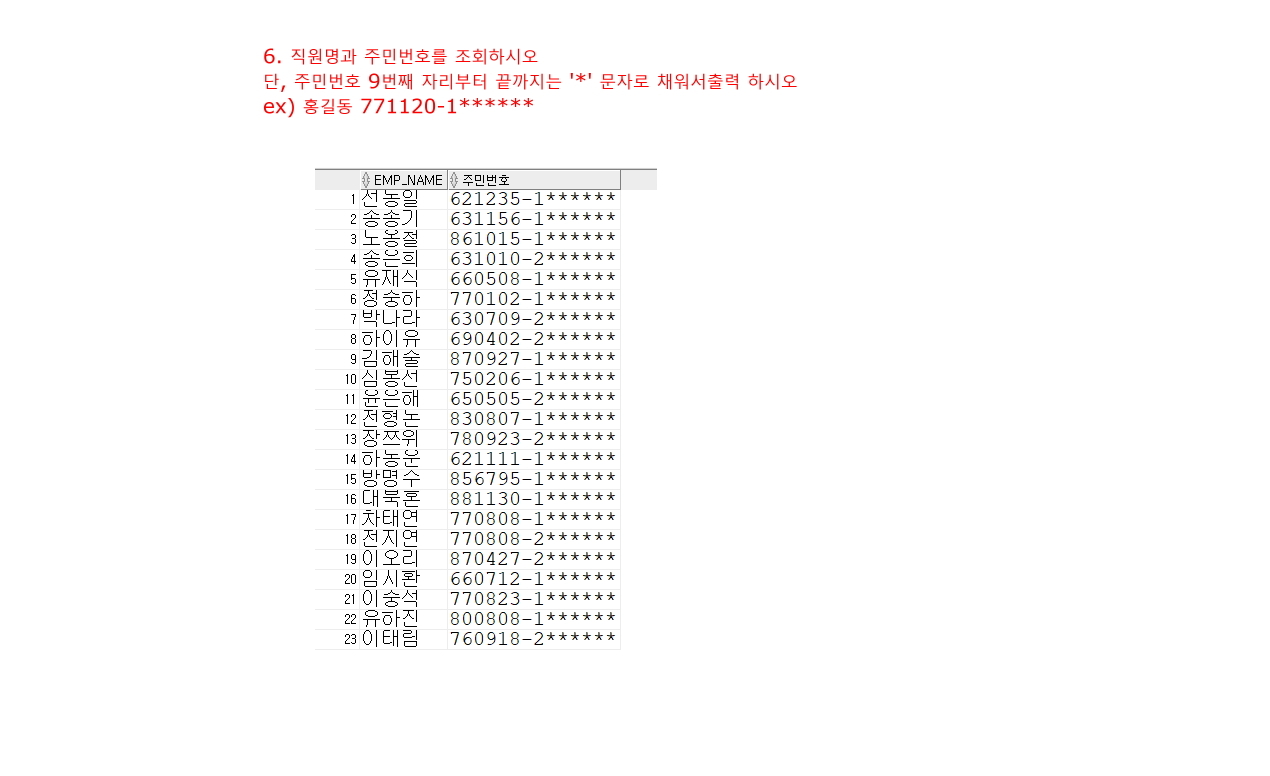 6. 직원명과 주민번호를 조회하시오
단, 주민번호 9번째 자리부터 끝까지는 '*' 문자로 채워서출력 하시오
ex) 홍길동 771120-1******
EMP_NAME 주민번호
1 선동일 621235-1******
2 송종기 631156-1******
3 노옹철 861015-1******
4 송은희 631010-2******
5 유재식 660508-1******
6 정중하 770102-1******
7 박나라 630709-2******
8 하이유 690402-2******
9 김해술 870927-1******
10 심봉선 750206-1******
11 윤은해 650505-2******
12 전형돈 830807-1******
13 장쯔위 780923-2******
14 하동운 621111-1******
15 방명수 856795-1******
16 대북혼 881130-1******
17 차태연 770808-1******
18 전지연 770808-2******
19 이오리 870427-2******
20 임시환 660712-1******
21 이중석 770823-1******
22 유하진 800808-1******
23 이태림 760918-2******